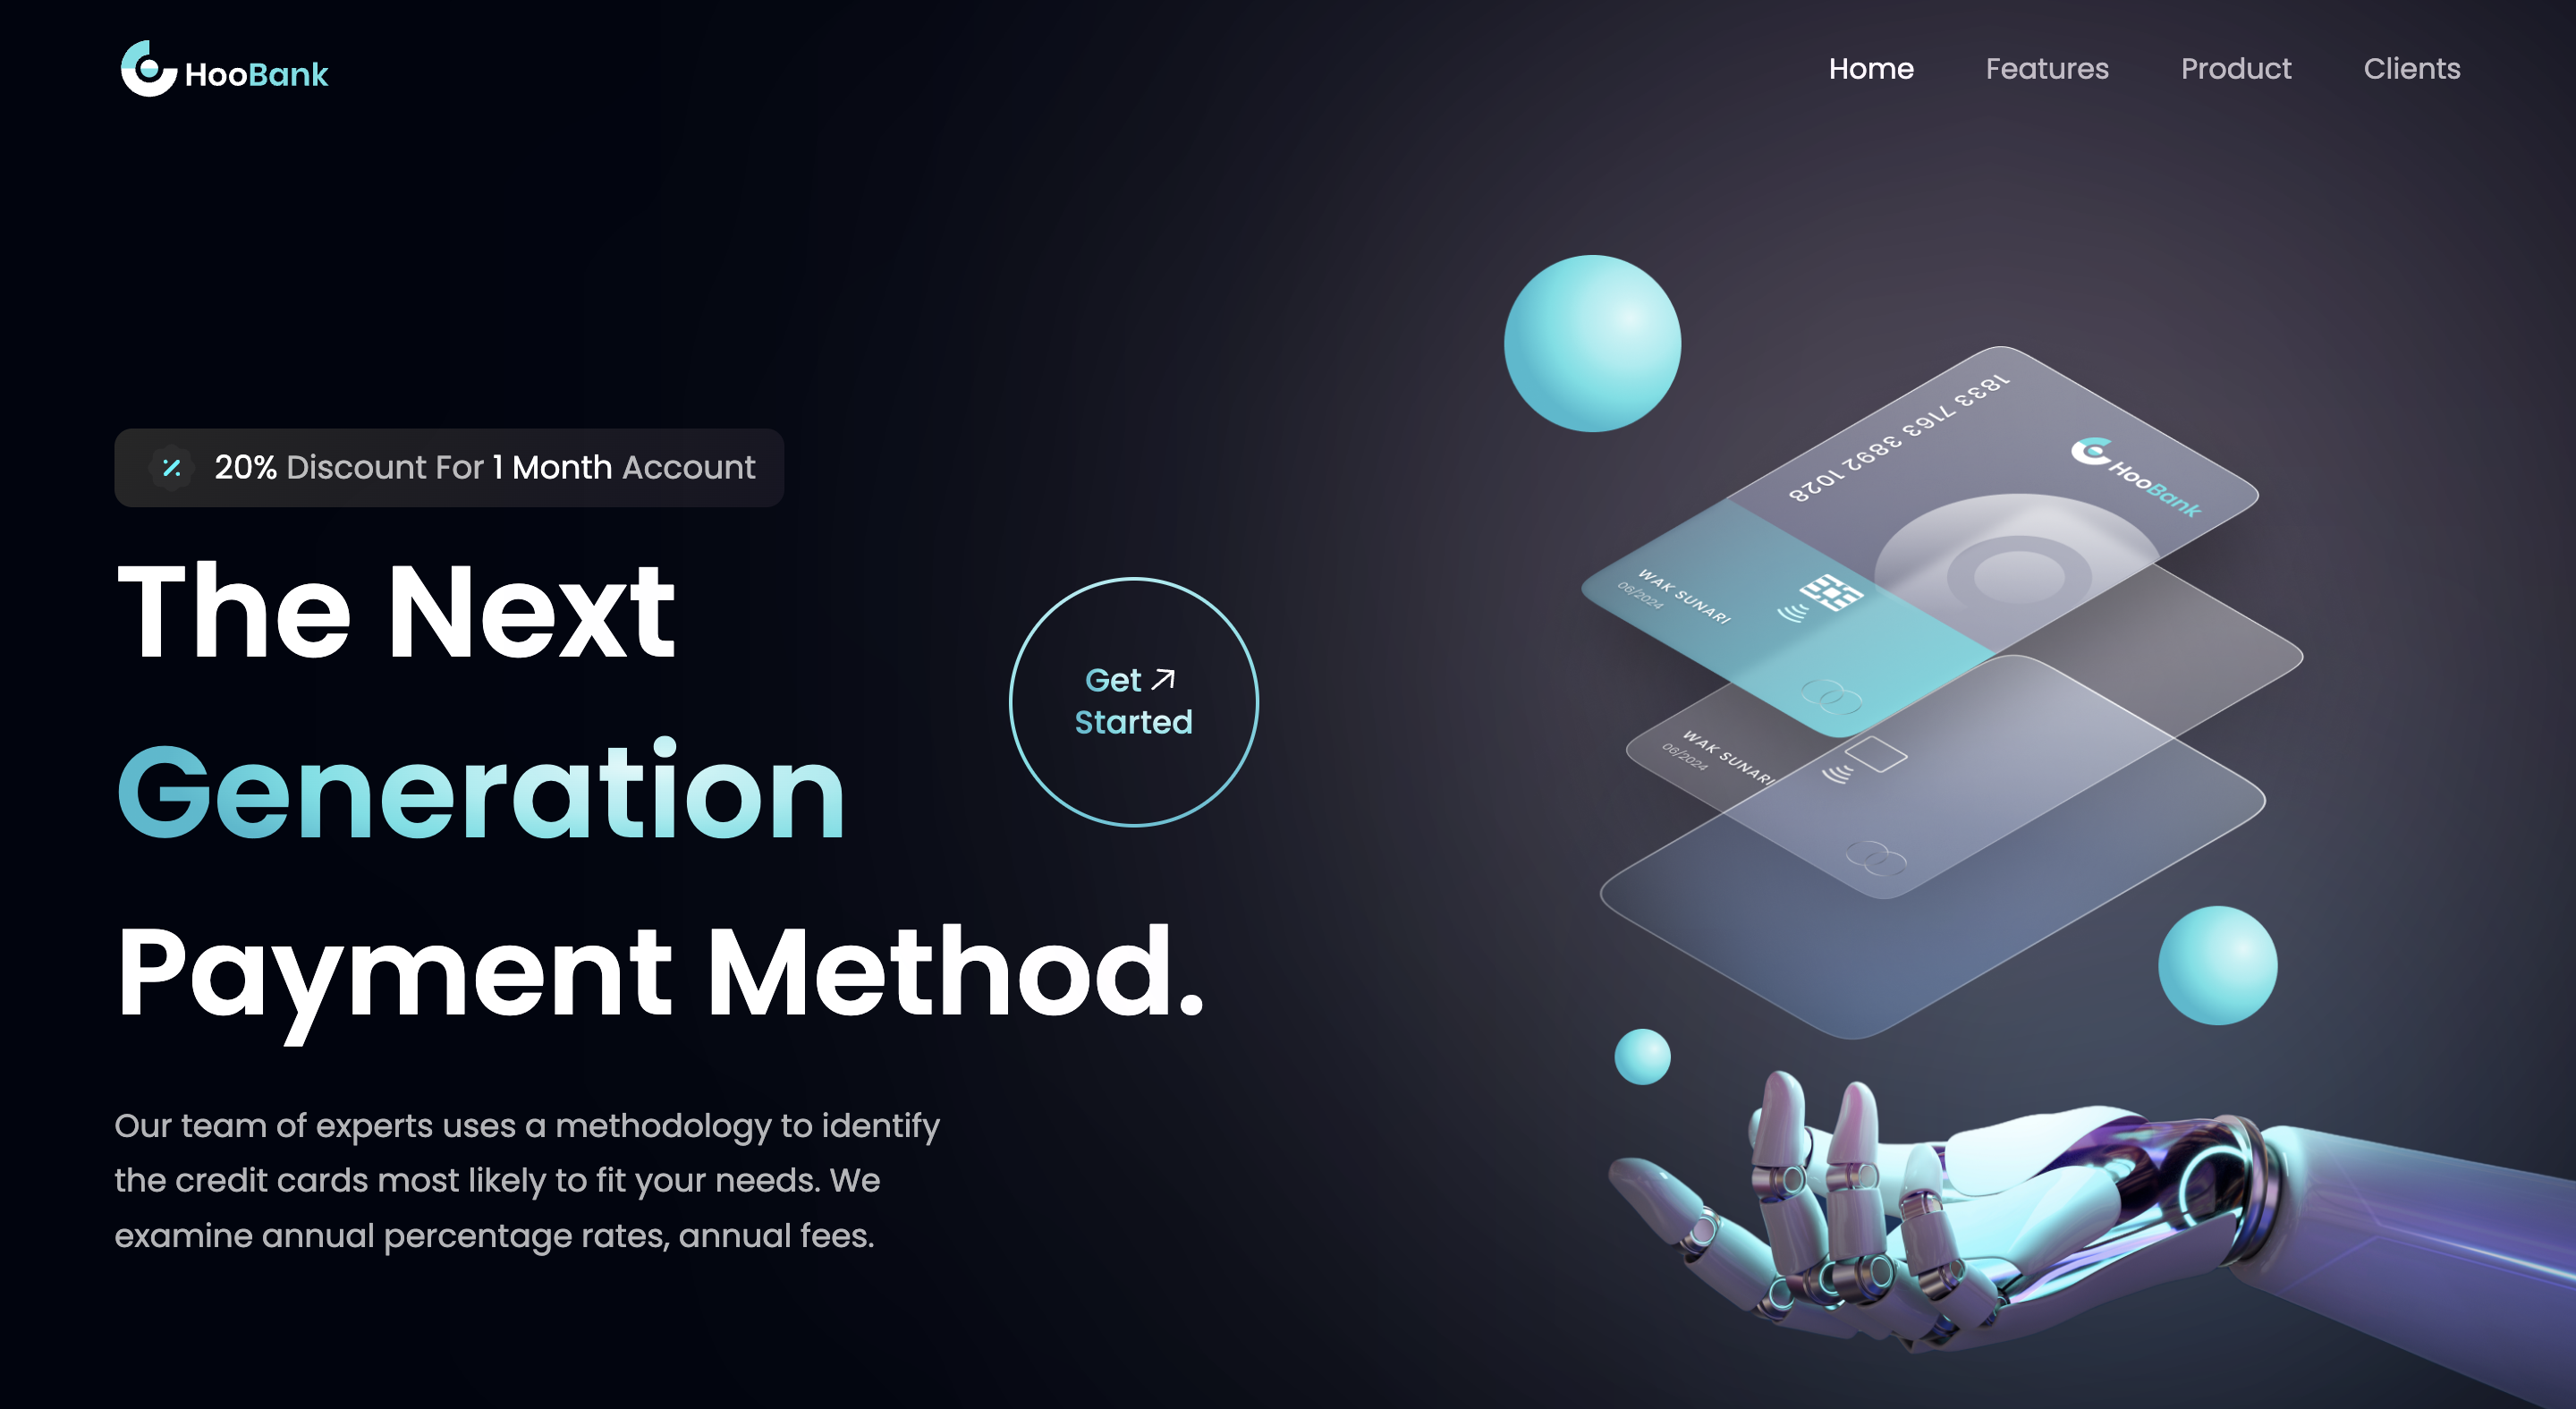 HooBank
Home
Features
Product
Clients
20% Discount For 1 Month Account
The Next
Generation
Payment Method.
Get
Started
Our team of experts uses a methodology to identify
the credit cards most likely to fit your needs. We
examine annual percentage rates, annual fees.
1833 7163 3892 1028
HooBank
WAK SUNARI
06/2024
WAK SUNARI
06/2024